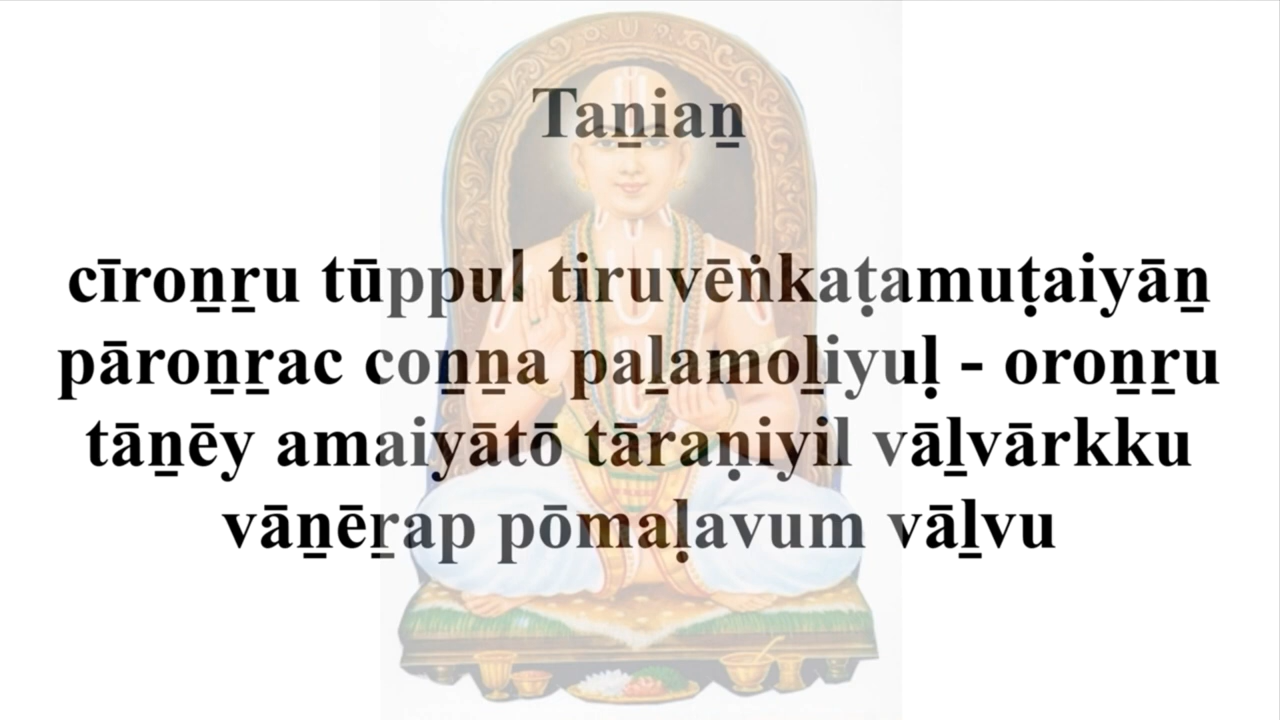 Taṉiaṉ
cīroṉṟu tūppul tiruvēṅkaṭamuṭaiyāṉ
pāroṉṟac coṉṉa paḻamoḻiyuḷ - oroṉṟu
tāṉēy amaiyātō tāraṇiyil vāḻvārkku
vāṉēṟap pōmaḷavum vāḻvu